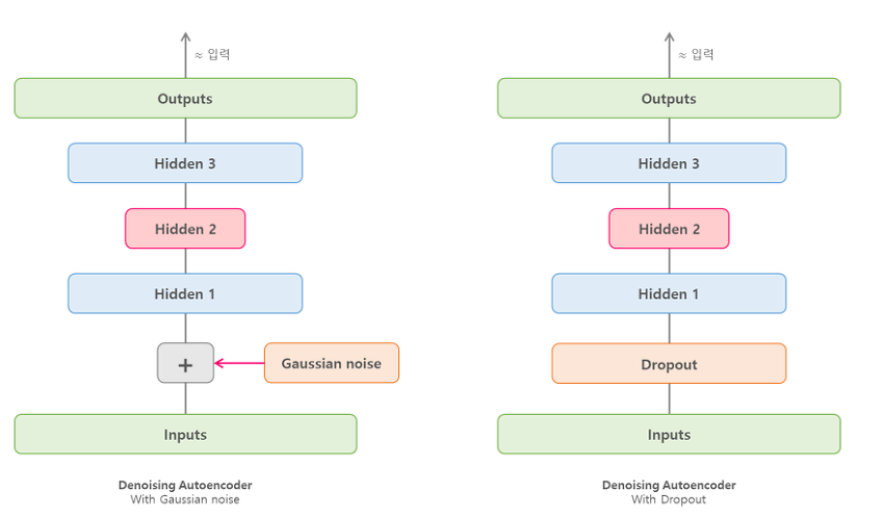 ≈ 입력
Outputs
Hidden 3
Hidden 2
Hidden 1
+
Gaussian noise
Inputs
Denoising Autoencoder
With Gaussian noise
≈ 입력
Outputs
Hidden 3
Hidden 2
Hidden 1
Dropout
Inputs
Denoising Autoencoder
With Dropout